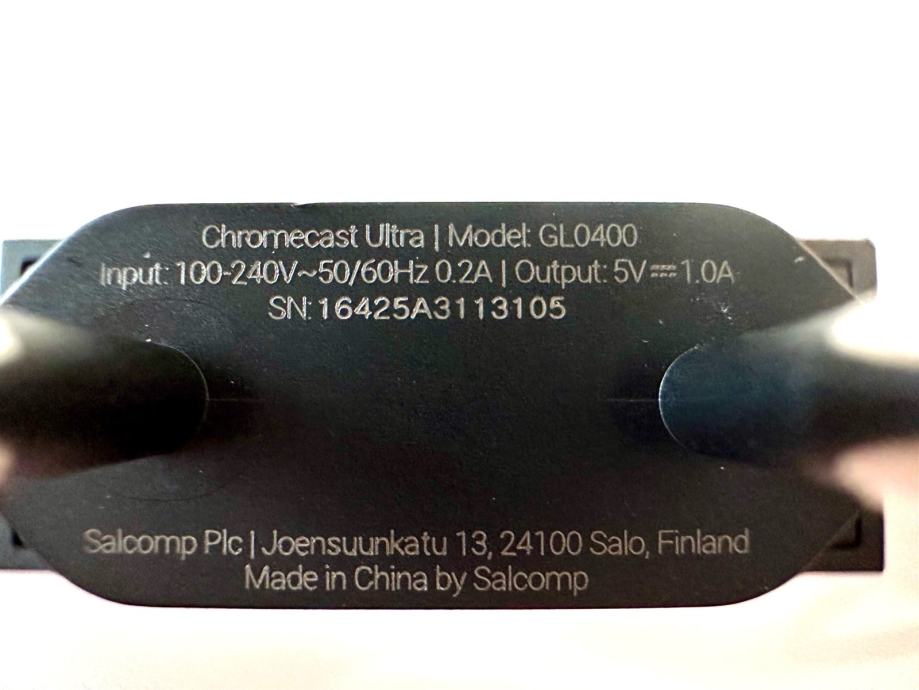 Chromecast Ultra | Model: GL0400
Input: 100-240V~50/60Hz 0.2A | Output: 5V⎓1.0A
SN: 16425A3113105
Salcomp Plc | Joensuunkatu 13, 24100 Salo, Finland
Made in China by Salcomp